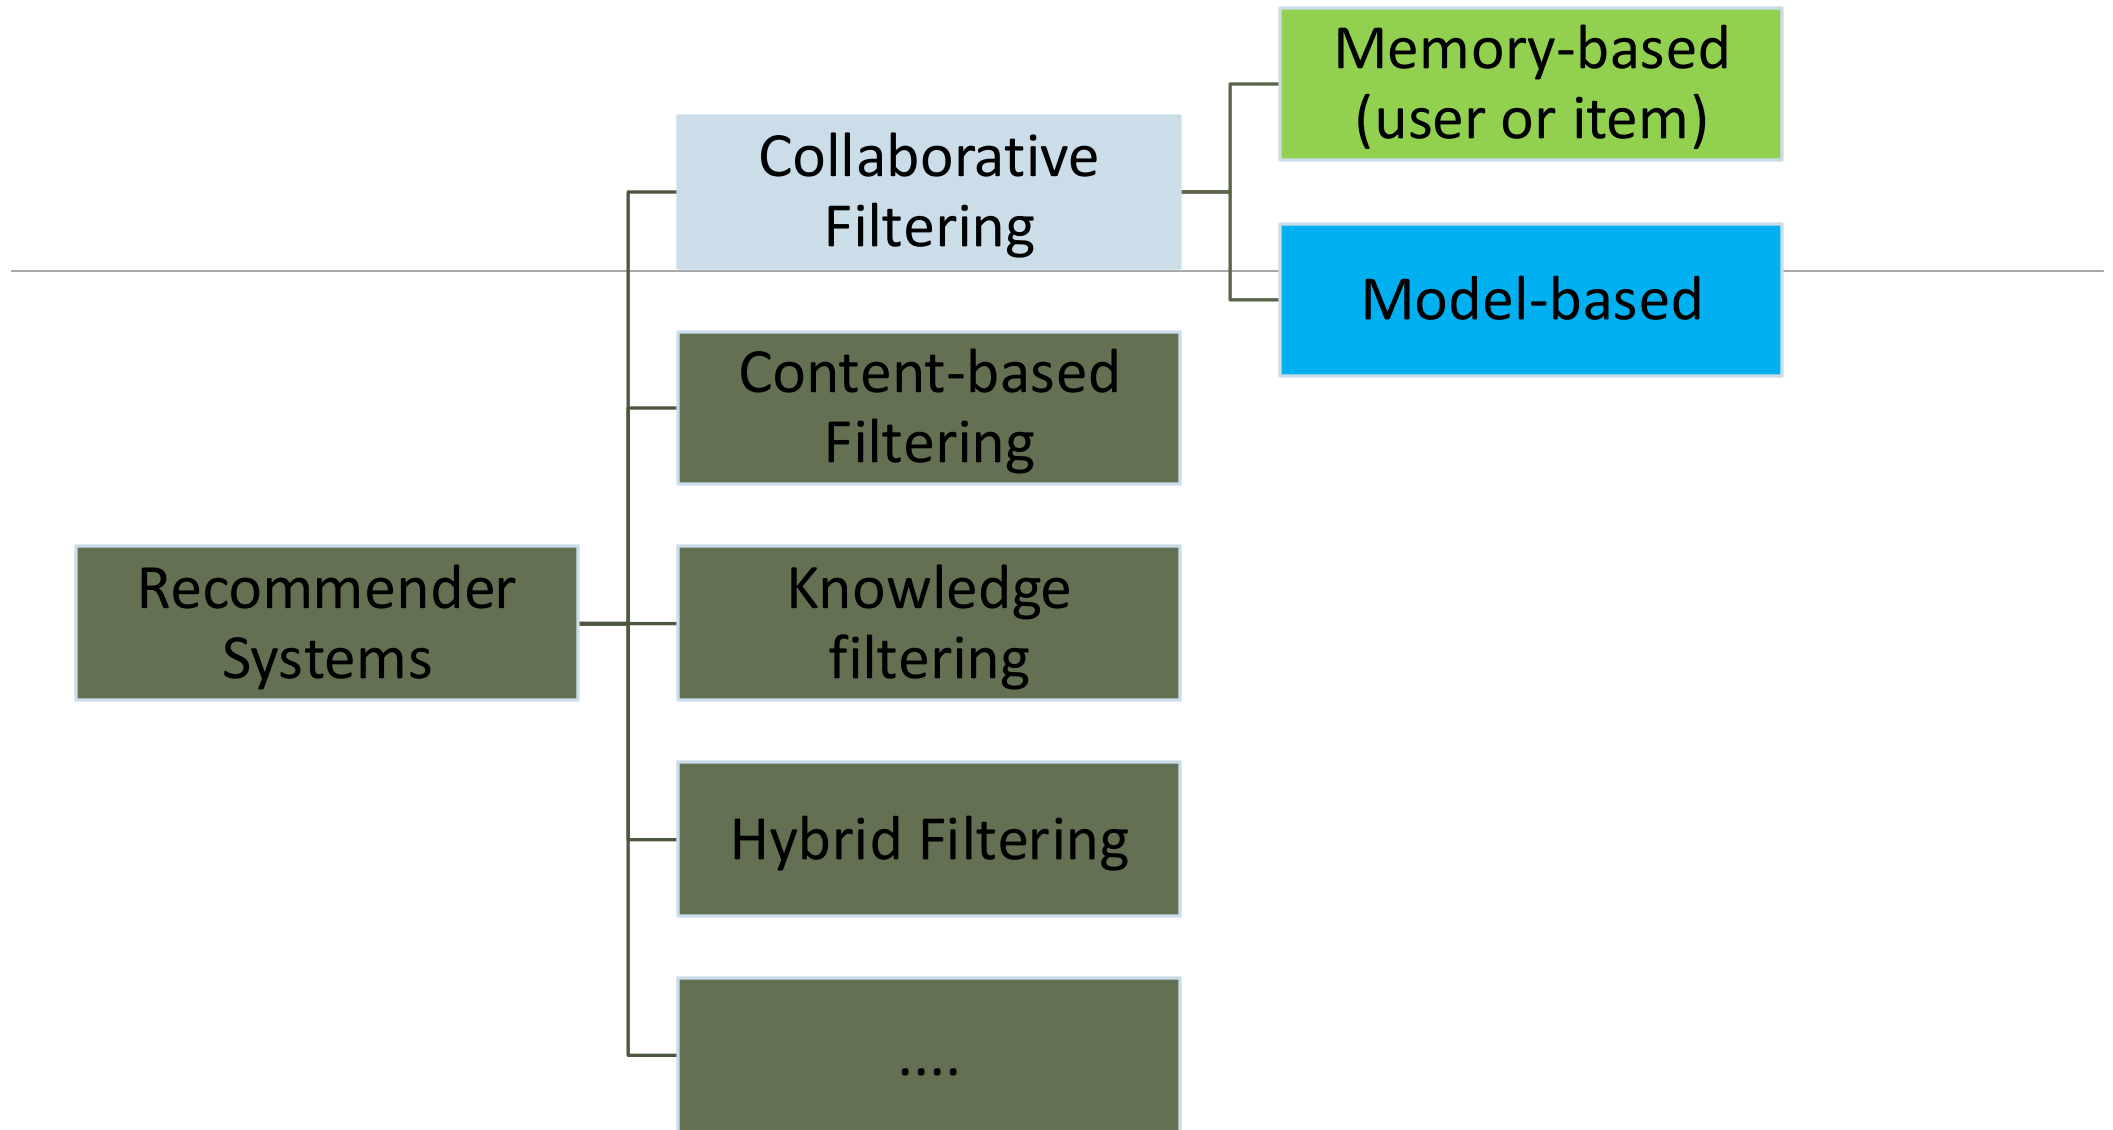 Recommender
Systems
Collaborative
Filtering
Memory-based
(user or item)
Model-based
Content-based
Filtering
Knowledge
filtering
Hybrid Filtering
....